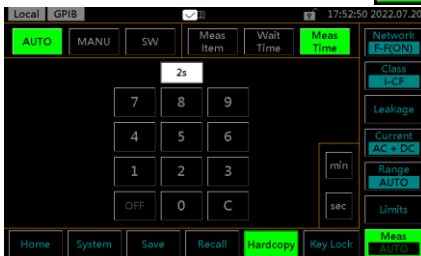 Local GPIB 17:52:50 2022.07.20
AUTO MANU SW Meas Item Wait Time Meas Time
Network
F-F(ON)
2s
Class
I-CF
7 8 9
Leakage
4 5 6
Current
AC + DC
1 2 3 min
Range
AUTO
OFF 0 C sec
Limits
Home System Save Recall Hardcopy Key Lock
Meas
AUTO